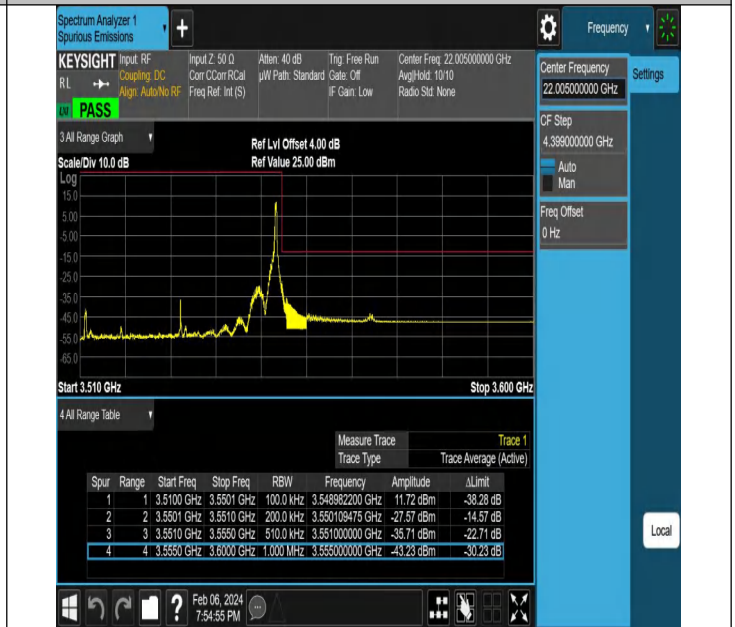 Spectrum Analyzer 1
Spurious Emissions
+
Frequency
KEYSIGHT Input: RF Input Z: 50 Ω Atten: 40 dB Trig: Free Run Center Freq: 22.005000000 GHz
RL Coupling: DC Corr CCorr RCal µW Path: Standard Gate: Off Avg|Hold: 10/10
Align: Auto/No RF Freq Ref: Int (S) IF Gain: Low Radio Std: None
LXI PASS
3 All Range Graph
Ref Lvl Offset 4.00 dB
Scale/Div 10.0 dB Ref Value 25.00 dBm
Log
15.0
5.00
-5.00
-15.0
-25.0
-35.0
-45.0
-55.0
-65.0
Start 3.510 GHz Stop 3.600 GHz
4 All Range Table
Measure Trace Trace 1
Trace Type Trace Average (Active)
Spur Range Start Freq Stop Freq RBW Frequency Amplitude ΔLimit
1 1 3.5100 GHz 3.5501 GHz 100.0 kHz 3.548982200 GHz 11.72 dBm -38.28 dB
2 2 3.5501 GHz 3.5510 GHz 200.0 kHz 3.550109475 GHz -27.57 dBm -14.57 dB
3 3 3.5510 GHz 3.5550 GHz 510.0 kHz 3.551000000 GHz -35.71 dBm -22.71 dB
4 4 3.5550 GHz 3.6000 GHz 1.000 MHz 3.555000000 GHz -43.23 dBm -30.23 dB
Center Frequency
22.005000000 GHz
Settings
CF Step
4.399000000 GHz
Auto
Man
Freq Offset
0 Hz
Local
?
Feb 06, 2024
7:54:55 PM